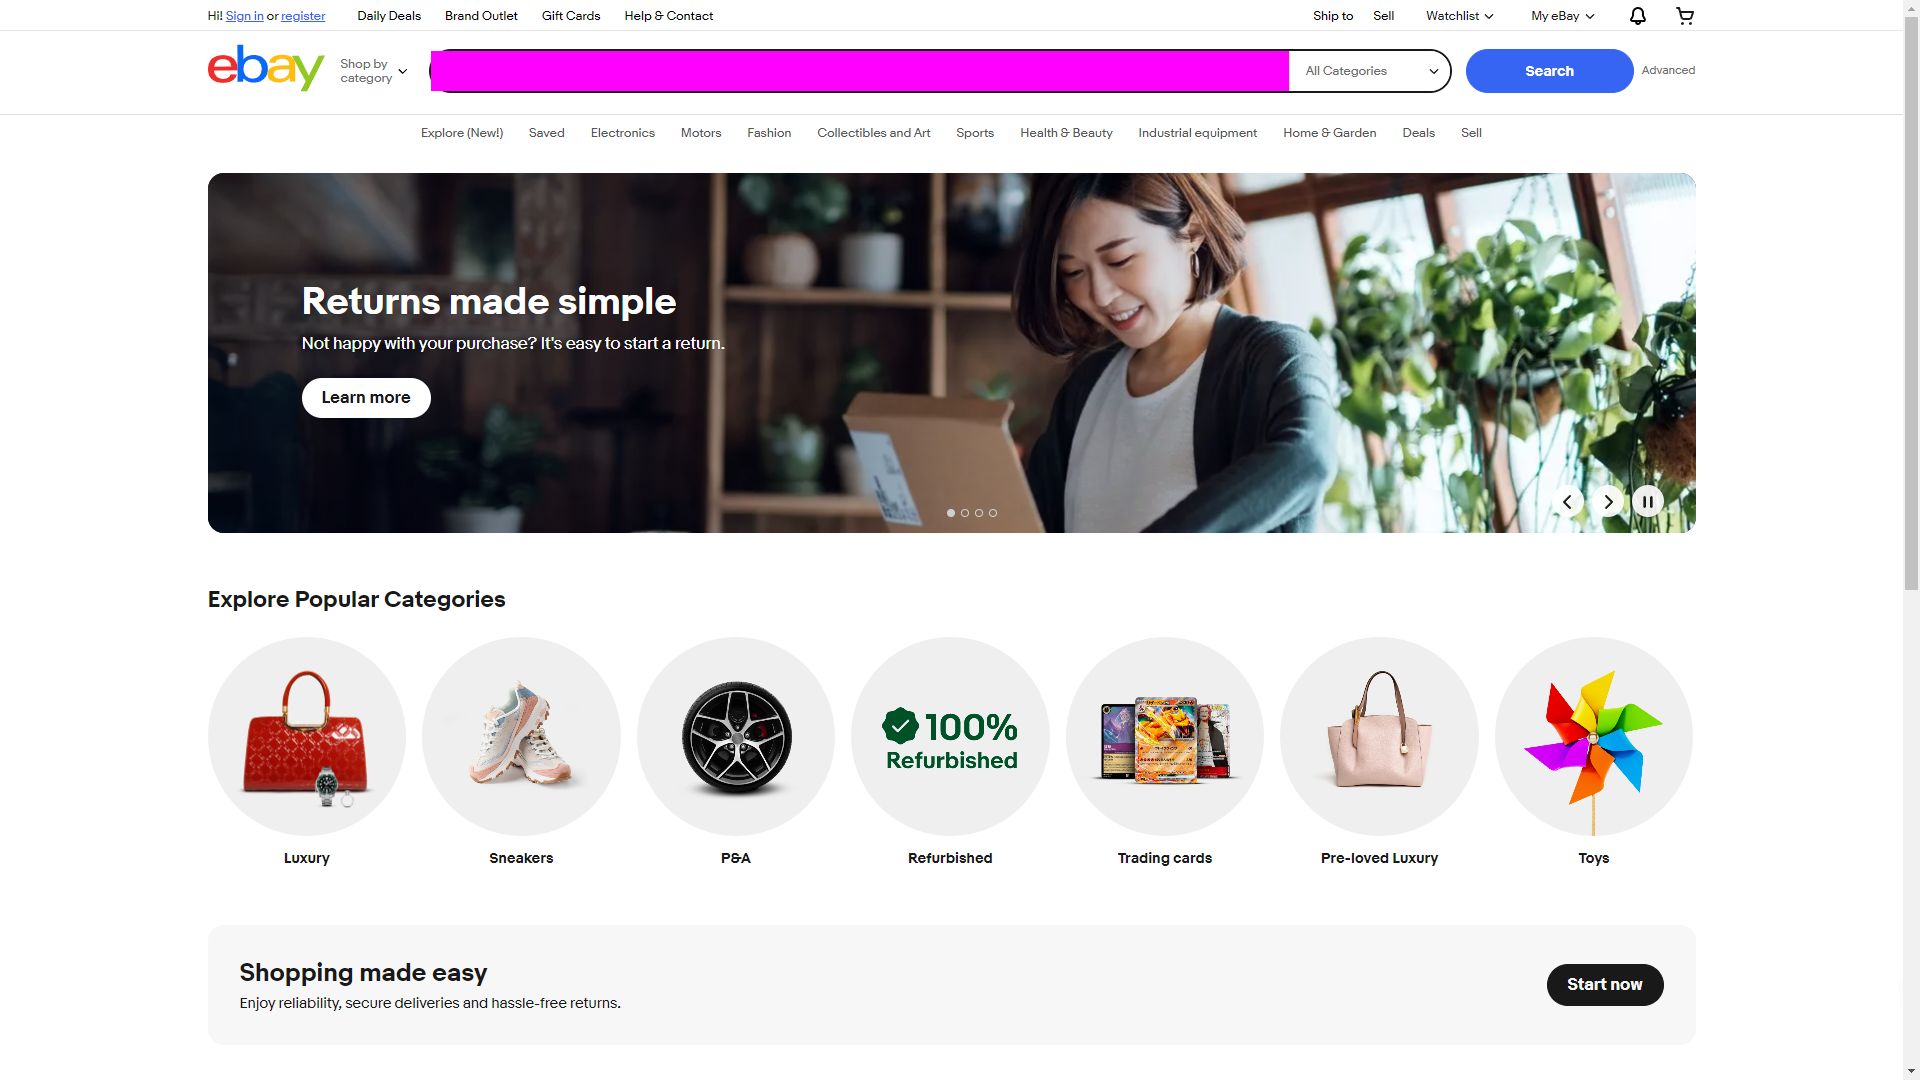 Hi! Sign in or register
Daily Deals
Brand Outlet
Gift Cards
Help & Contact
Ship to
Sell
Watchlist
My eBay
ebay
Shop by
category
All Categories
Search
Advanced
Explore (New!)
Saved
Electronics
Motors
Fashion
Collectibles and Art
Sports
Health & Beauty
Industrial equipment
Home & Garden
Deals
Sell
Returns made simple
Not happy with your purchase? It's easy to start a return.
Learn more
Explore Popular Categories
100%
Refurbished
Luxury
Sneakers
P&A
Refurbished
Trading cards
Pre-loved Luxury
Toys
Shopping made easy
Enjoy reliability, secure deliveries and hassle-free returns.
Start now